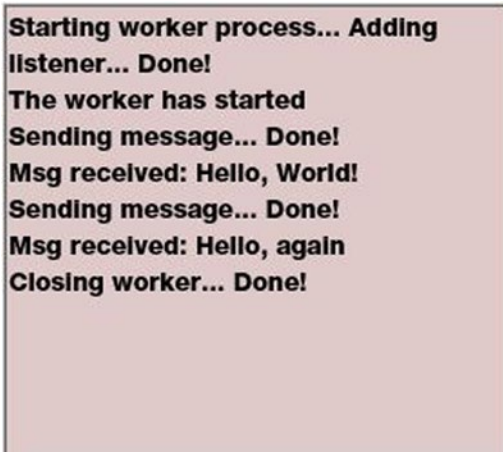 Starting worker process... Adding
listener... Done!
The worker has started
Sending message... Done!
Msg received: Hello, World!
Sending message... Done!
Msg received: Hello, again
Closing worker... Done!